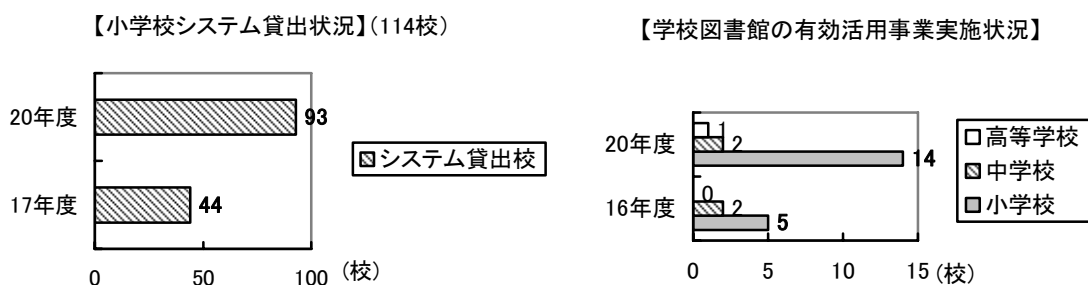 【小学校システム貸出状況】(114校)
20年度
93
17年度
44
0
50
100
(校)
システム貸出校
【学校図書館の有効活用事業実施状況】
20年度
1
2
14
16年度
0
2
5
0
5
10
15
(校)
高等学校
中学校
小学校